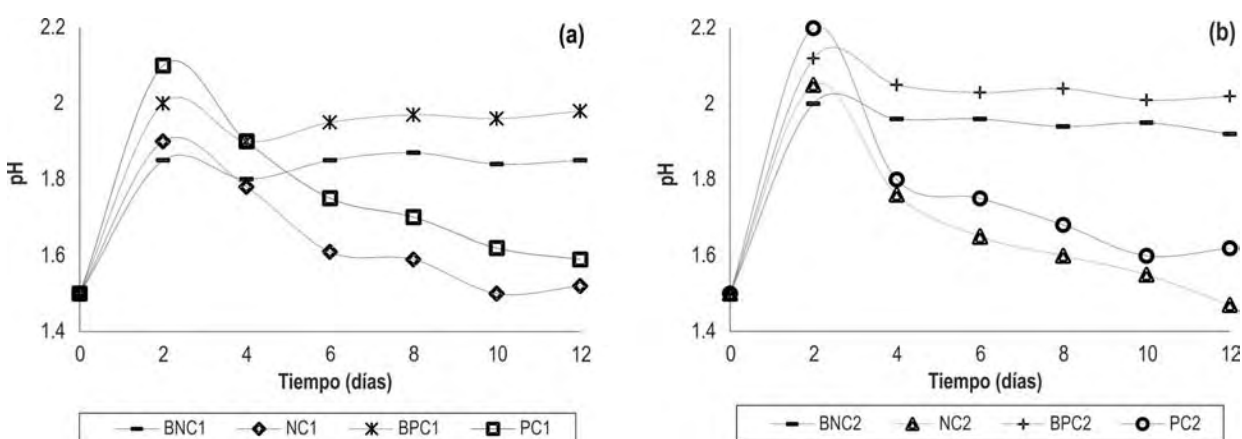 (a)
2.2
2
1.8
1.6
1.4
pH
0 2 4 6 8 10 12
Tiempo (días)
BNC1 NC1 BPC1 PC1
(b)
2.2
2
1.8
1.6
1.4
pH
0 2 4 6 8 10 12
Tiempo (días)
BNC2 NC2 BPC2 PC2